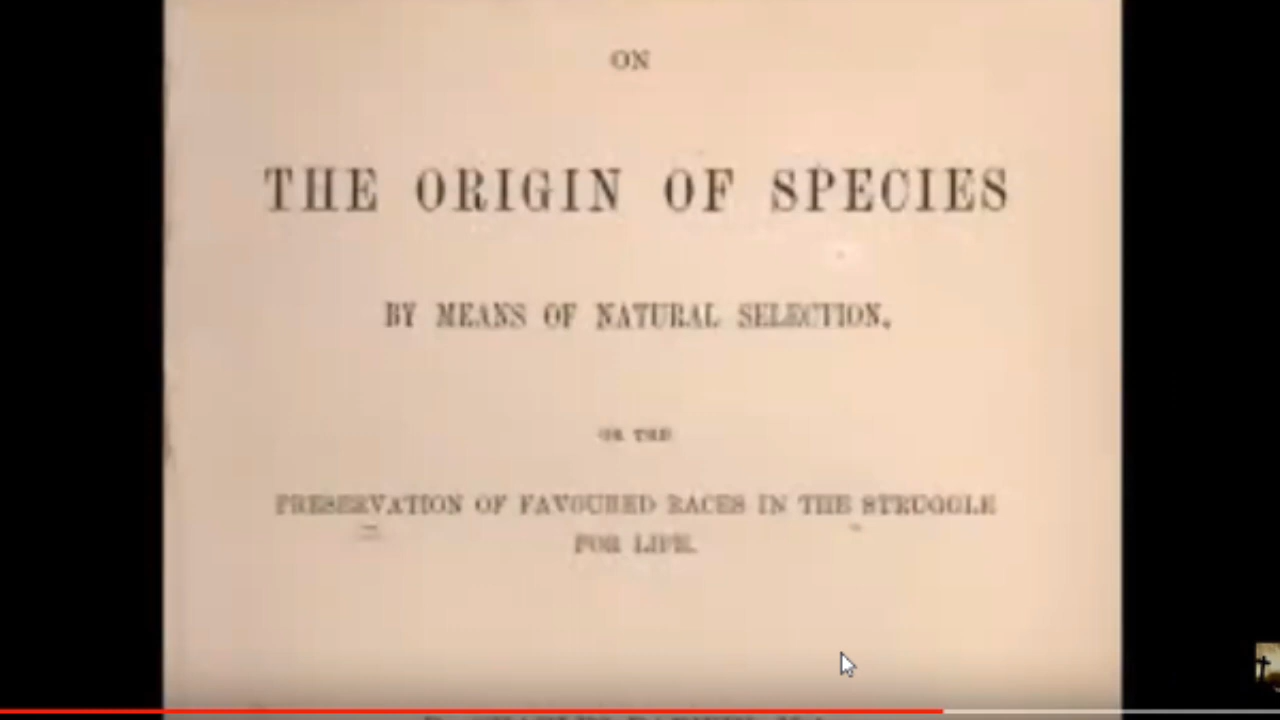 ON
THE ORIGIN OF SPECIES
BY MEANS OF NATURAL SELECTION,
OR THE
PRESERVATION OF FAVOURED RACES IN THE STRUGGLE
FOR LIFE.